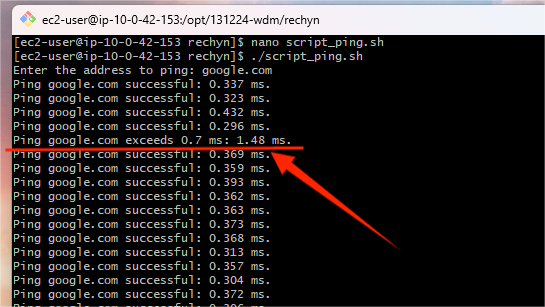 ec2-user@ip-10-0-42-153:/opt/131224-wdm/rechyn
[ec2-user@ip-10-0-42-153 rechyn]$ nano script_ping.sh
[ec2-user@ip-10-0-42-153 rechyn]$ ./script_ping.sh
Enter the address to ping: google.com
Ping google.com successful: 0.337 ms.
Ping google.com successful: 0.323 ms.
Ping google.com successful: 0.432 ms.
Ping google.com successful: 0.296 ms.
Ping google.com exceeds 0.7 ms: 1.48 ms.
Ping google.com successful: 0.369 ms.
Ping google.com successful: 0.359 ms.
Ping google.com successful: 0.393 ms.
Ping google.com successful: 0.362 ms.
Ping google.com successful: 0.363 ms.
Ping google.com successful: 0.373 ms.
Ping google.com successful: 0.368 ms.
Ping google.com successful: 0.313 ms.
Ping google.com successful: 0.357 ms.
Ping google.com successful: 0.304 ms.
Ping google.com successful: 0.372 ms.